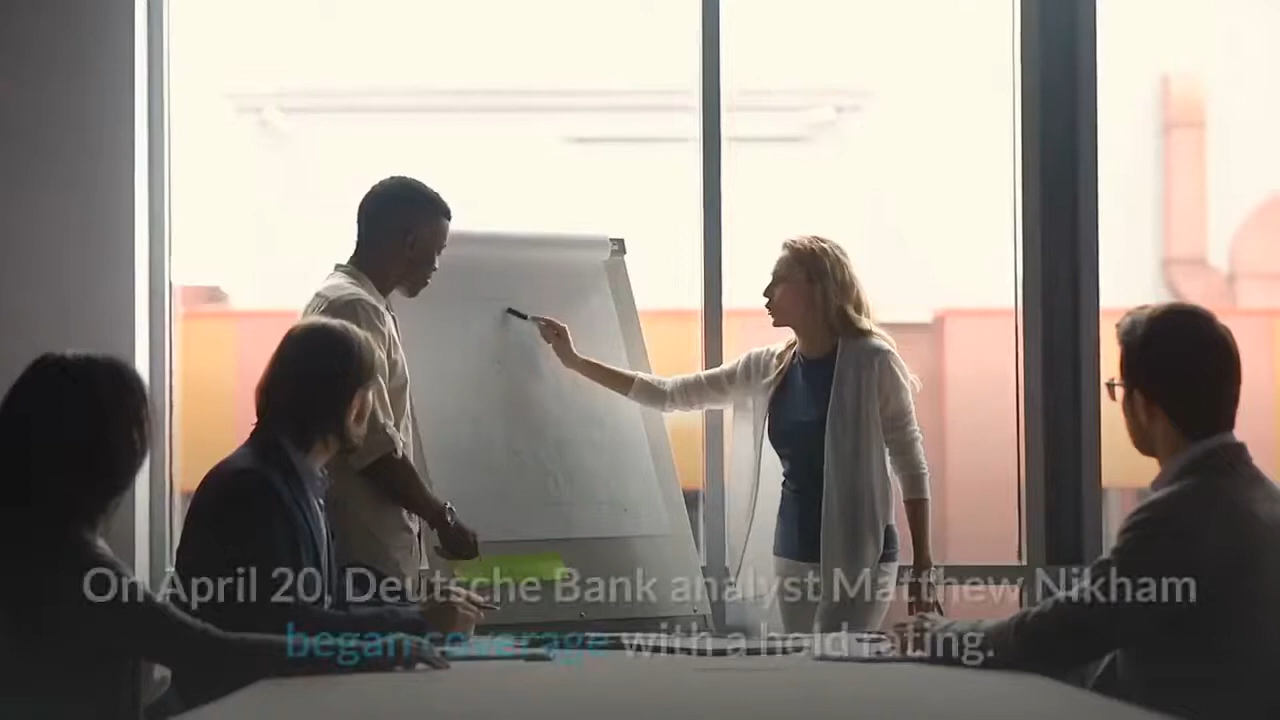 On April 20, Deutsche Bank analyst Matthew Nikham
began coverage with a hold rating.